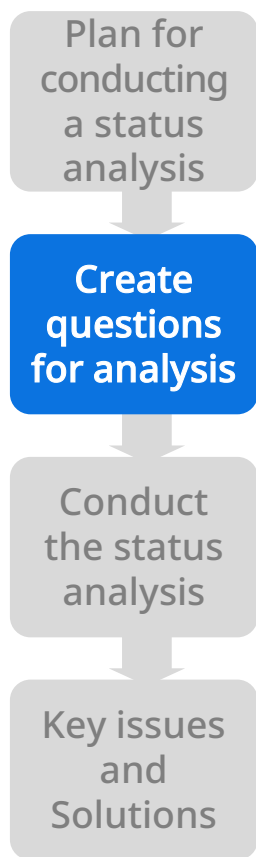 Plan for
conducting
a status
analysis
Create
questions
for analysis
Conduct
the status
analysis
Key issues
and
Solutions